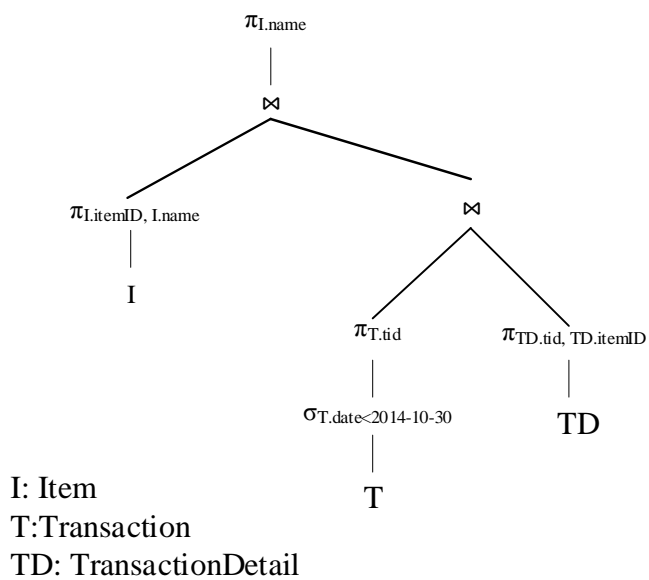 πI.name
⋈
πI.itemID, I.name
⋈
I
πT.tid
πTD.tid, TD.itemID
σT.date<2014-10-30
TD
T
I: Item
T:Transaction
TD: TransactionDetail